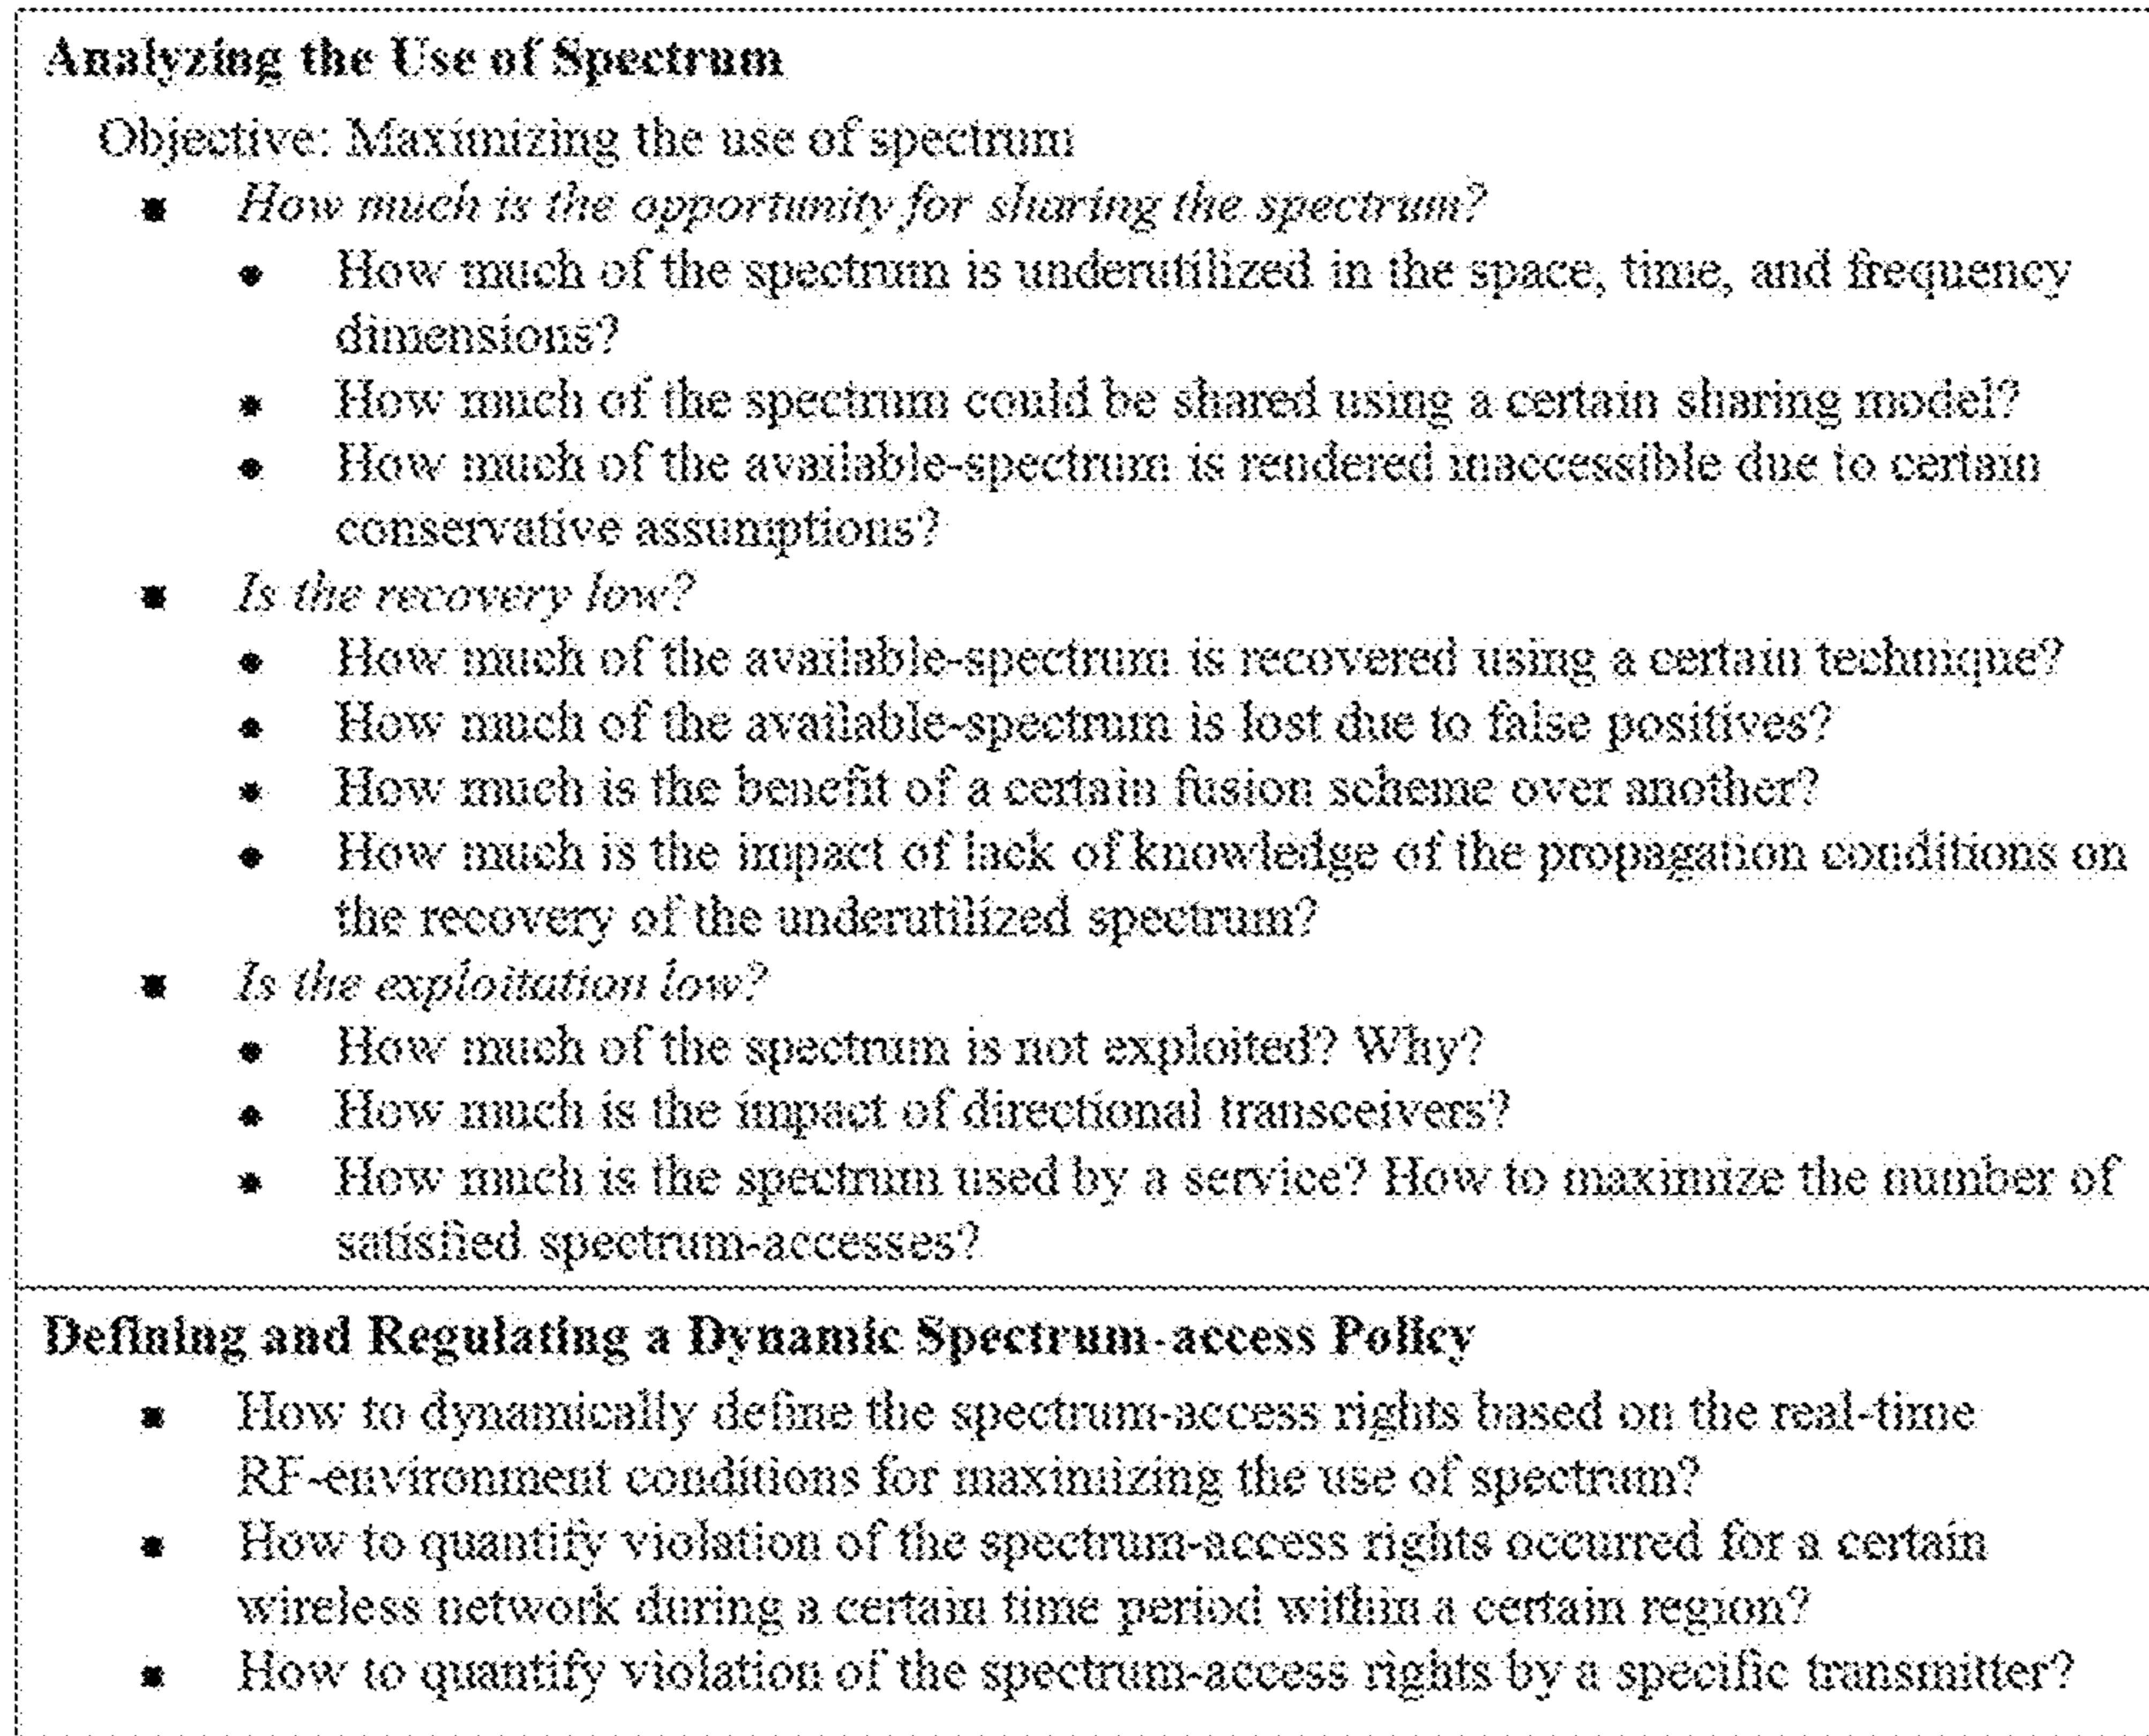 Analyzing the Use of Spectrum
Objective: Maximizing the use of spectrum
▪ How much is the opportunity for sharing the spectrum?
• How much of the spectrum is underutilized in the space, time, and frequency
dimensions?
• How much of the spectrum could be shared using a certain sharing model?
• How much of the available-spectrum is rendered inaccessible due to certain
conservative assumptions?
▪ Is the recovery low?
• How much of the available-spectrum is recovered using a certain technique?
• How much of the available-spectrum is lost due to false positives?
• How much is the benefit of a certain fusion scheme over another?
• How much is the impact of lack of knowledge of the propagation conditions on
the recovery of the underutilized spectrum?
▪ Is the exploitation low?
• How much of the spectrum is not exploited? Why?
• How much is the impact of directional transceivers?
• How much is the spectrum used by a service? How to maximize the number of
satisfied spectrum-accesses?
Defining and Regulating a Dynamic Spectrum-access Policy
▪ How to dynamically define the spectrum-access rights based on the real-time
RF-environment conditions for maximizing the use of spectrum?
▪ How to quantify violation of the spectrum-access rights occurred for a certain
wireless network during a certain time period within a certain region?
▪ How to quantify violation of the spectrum-access rights by a specific transmitter?